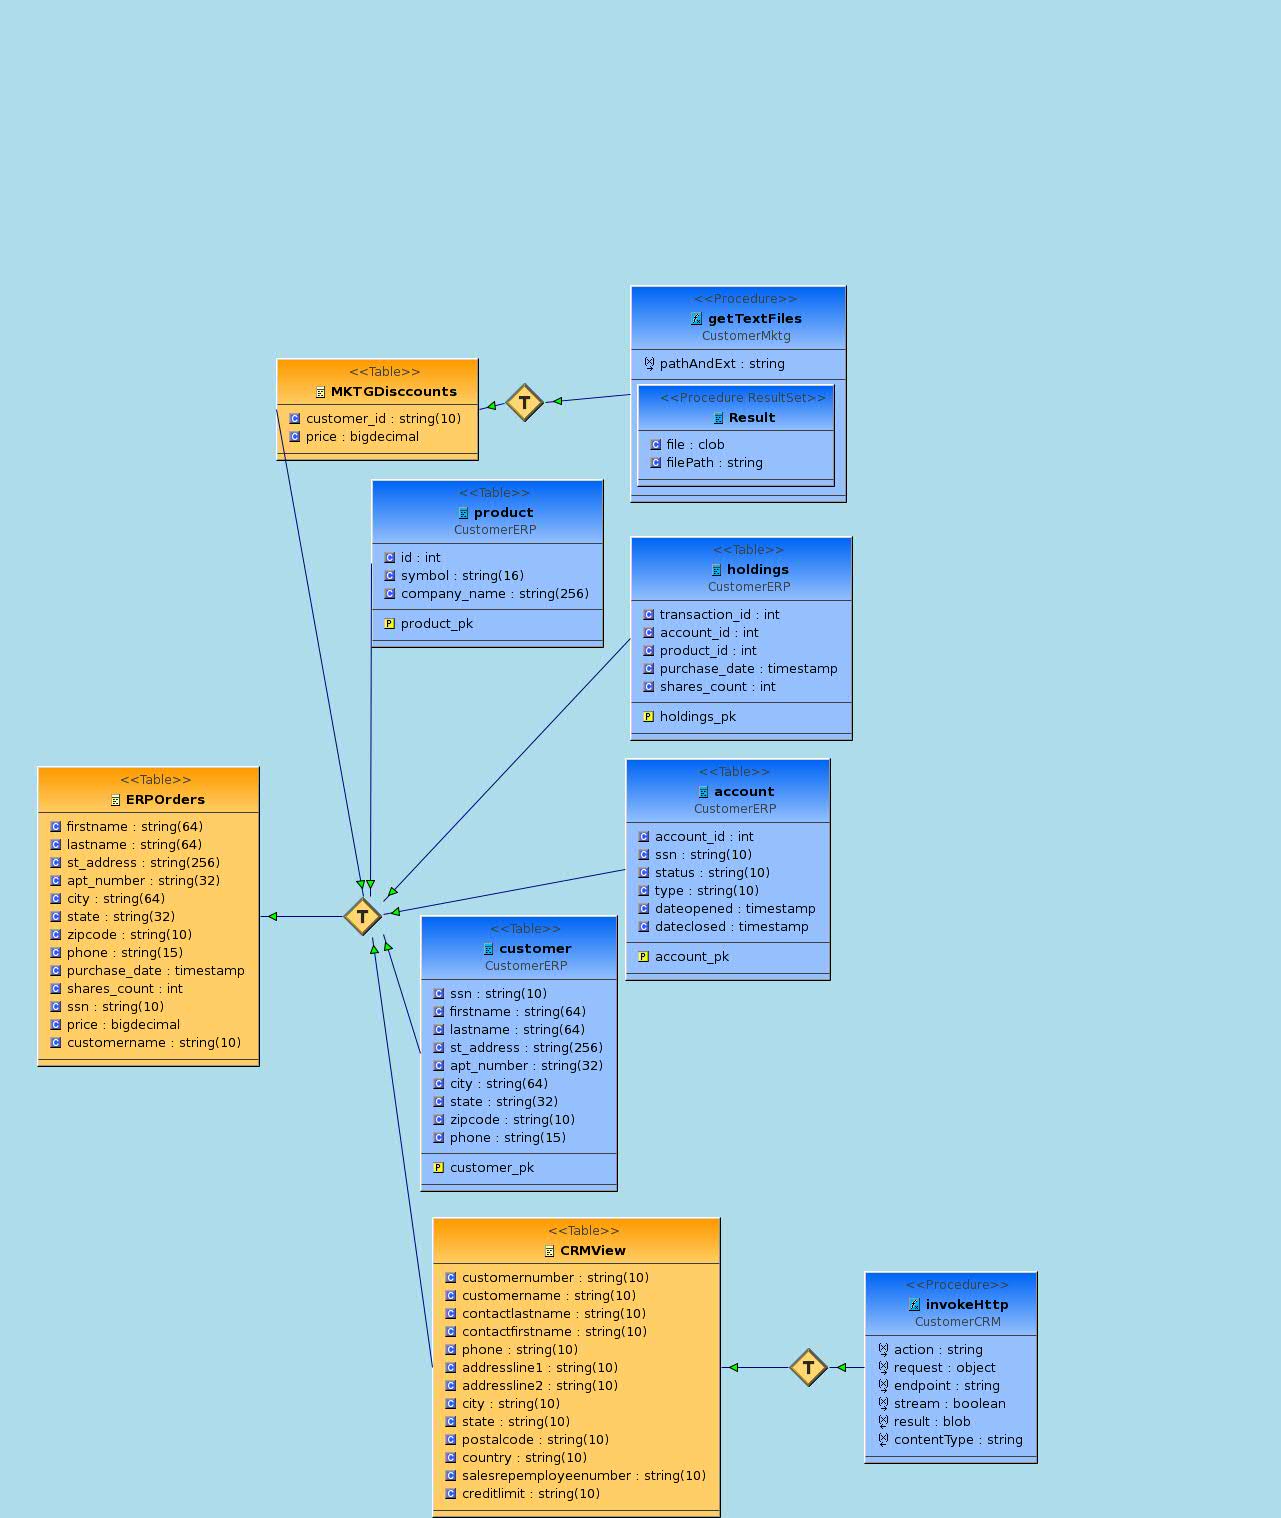 <<Procedure>>
getTextFiles
CustomerMktg
pathAndExt : string
<<Procedure ResultSet>>
Result
file : clob
filePath : string
<<Table>>
MKTGDisccounts
customer_id : string(10)
price : bigdecimal
T
<<Table>>
product
CustomerERP
id : int
symbol : string(16)
company_name : string(256)
product_pk
<<Table>>
holdings
CustomerERP
transaction_id : int
account_id : int
product_id : int
purchase_date : timestamp
shares_count : int
holdings_pk
<<Table>>
ERPOrders
firstname : string(64)
lastname : string(64)
st_address : string(256)
apt_number : string(32)
city : string(64)
state : string(32)
zipcode : string(10)
phone : string(15)
purchase_date : timestamp
shares_count : int
ssn : string(10)
price : bigdecimal
customername : string(10)
T
<<Table>>
account
CustomerERP
account_id : int
ssn : string(10)
status : string(10)
type : string(10)
dateopened : timestamp
dateclosed : timestamp
account_pk
<<Table>>
customer
CustomerERP
ssn : string(10)
firstname : string(64)
lastname : string(64)
st_address : string(256)
apt_number : string(32)
city : string(64)
state : string(32)
zipcode : string(10)
phone : string(15)
customer_pk
<<Table>>
CRMView
customernumber : string(10)
customername : string(10)
contactlastname : string(10)
contactfirstname : string(10)
phone : string(10)
addressline1 : string(10)
addressline2 : string(10)
city : string(10)
state : string(10)
postalcode : string(10)
country : string(10)
salesrepemployeenumber : string(10)
creditlimit : string(10)
T
<<Procedure>>
invokeHttp
CustomerCRM
action : string
request : object
endpoint : string
stream : boolean
result : blob
contentType : string